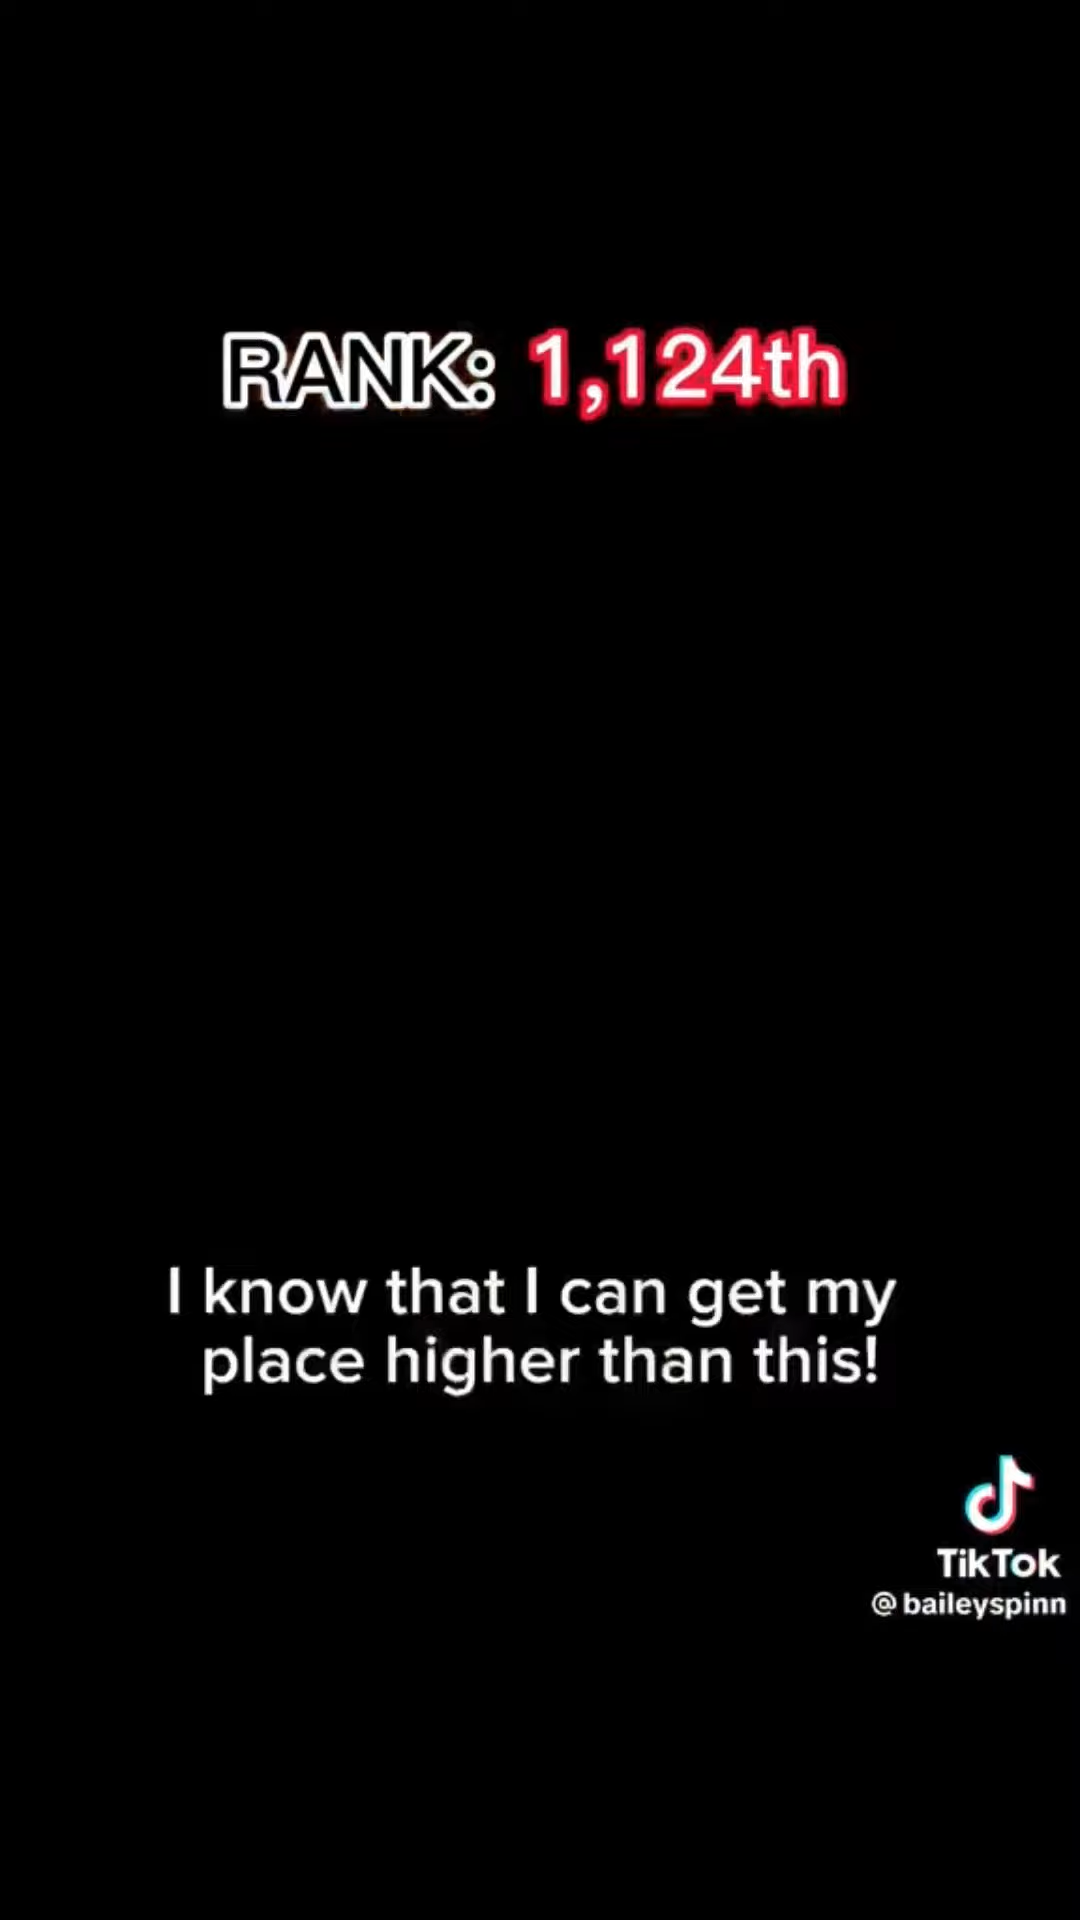 RANK: 1,124th
I know that I can get my
place higher than this!
TikTok
@baileyspinn